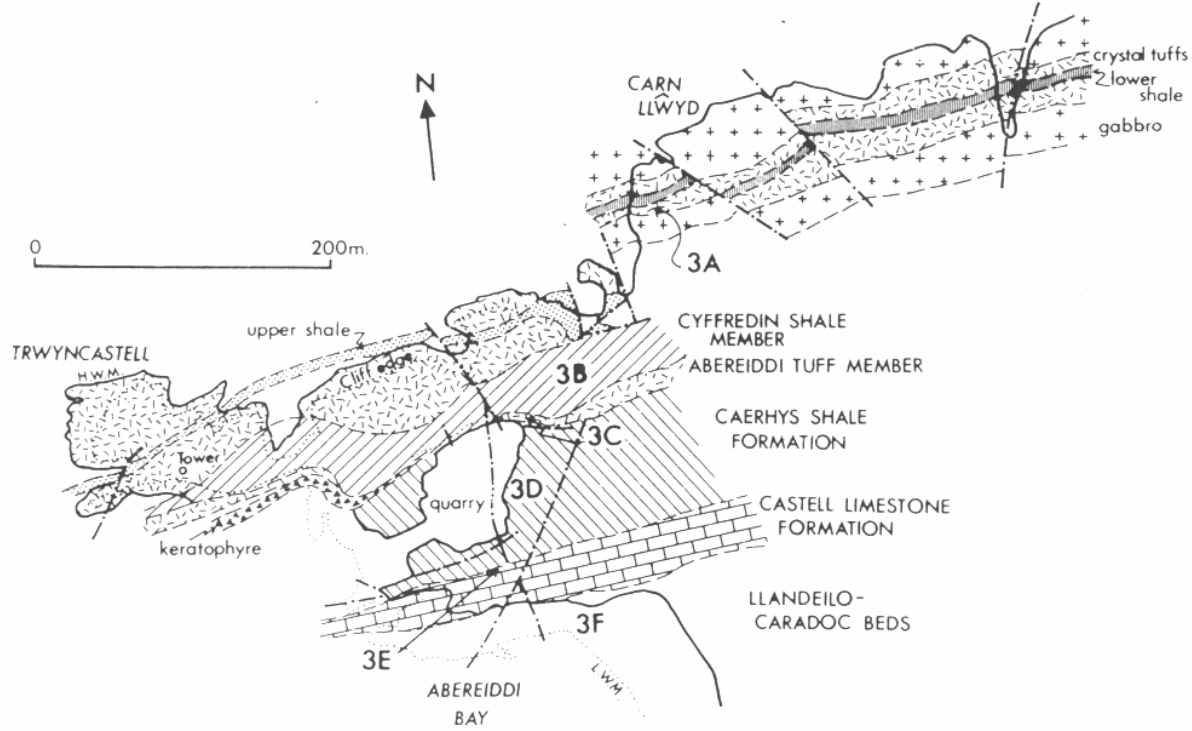 N
CARN
LLŴYD
crystal tuffs
lower
shale
gabbro
0
200m.
3A
upper shale
TRWYNCASTELL
H.W.M.
Cliff edge
CYFFREDIN SHALE
MEMBER
3B
ABEREIDDI TUFF MEMBER
CAERHYS SHALE
FORMATION
3C
Tower
quarry
3D
CASTELL LIMESTONE
FORMATION
keratophyre
LLANDEILO-
CARADOC BEDS
3F
3E
LWM
ABEREIDDI
BAY